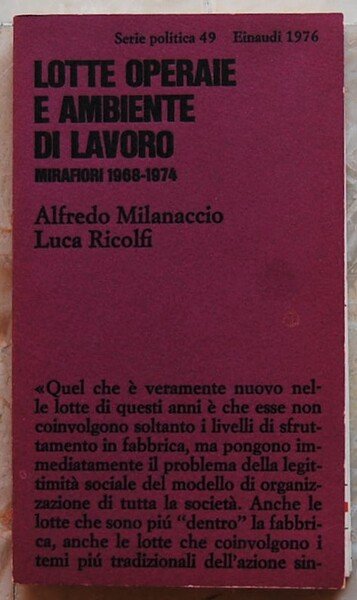 Serie politica 49 Einaudi 1976
LOTTE OPERAIE
E AMBIENTE
DI LAVORO
MIRAFIORI 1968-1974
Alfredo Milanaccio
Luca Ricolfi
«Quel che è veramente nuovo nel-
le lotte di questi anni è che esse non
coinvolgono soltanto i livelli di sfrut-
tamento in fabbrica, ma pongono im-
mediatamente il problema della legit-
timità sociale del modello di organiz-
zazione di tutta la società. Anche le
lotte che sono piú "dentro" la fabbri-
ca, anche le lotte che coinvolgono i
temi piú tradizionali dell'azione sin-